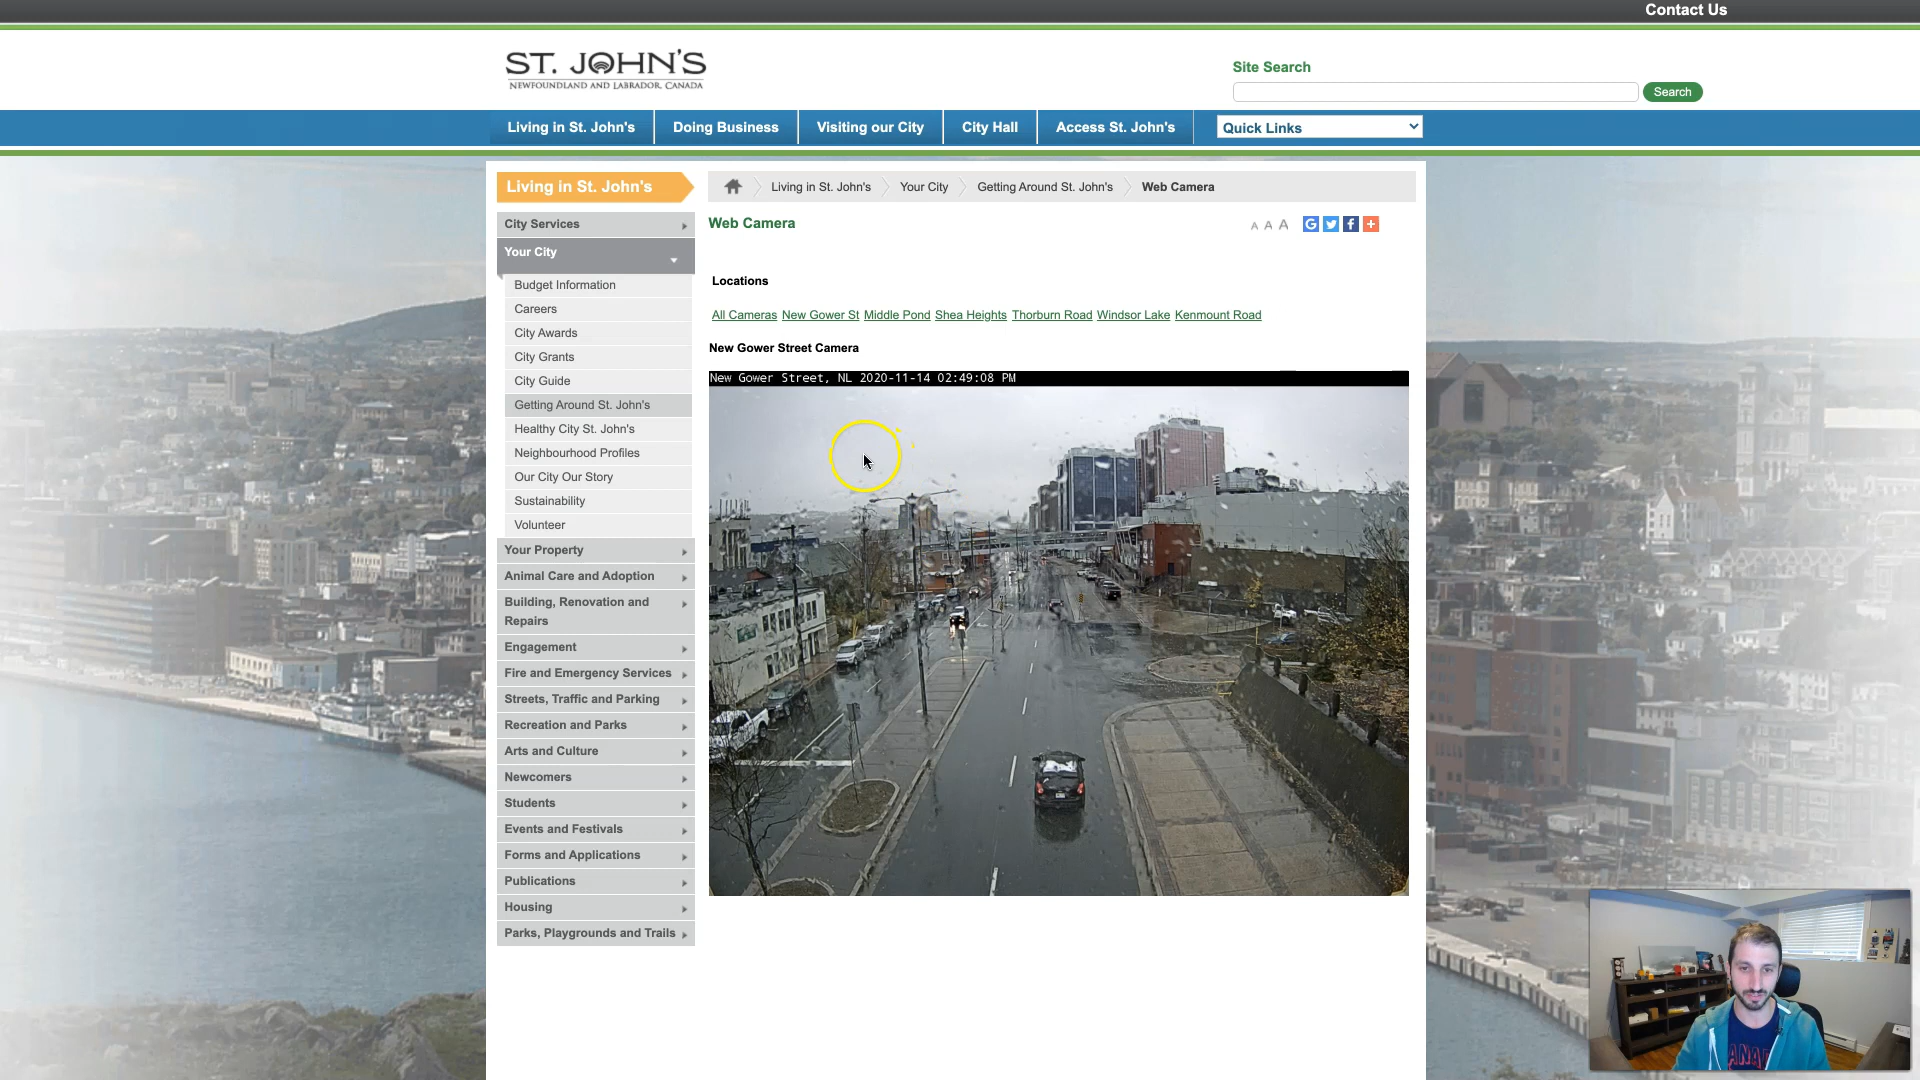 Contact Us
ST. JOHN'S
NEWFOUNDLAND AND LABRADOR, CANADA
Site Search
Search
Living in St. John's
Doing Business
Visiting our City
City Hall
Access St. John's
Quick Links
Living in St. John's
Living in St. John's
Your City
Getting Around St. John's
Web Camera
City Services
Your City
Budget Information
Careers
City Awards
City Grants
City Guide
Getting Around St. John's
Healthy City St. John's
Neighbourhood Profiles
Our City Our Story
Sustainability
Volunteer
Your Property
Animal Care and Adoption
Building, Renovation and
Repairs
Engagement
Fire and Emergency Services
Streets, Traffic and Parking
Recreation and Parks
Arts and Culture
Newcomers
Students
Events and Festivals
Forms and Applications
Publications
Housing
Parks, Playgrounds and Trails
Web Camera
A A A
Locations
All Cameras New Gower St Middle Pond Shea Heights Thorburn Road Windsor Lake Kenmount Road
New Gower Street Camera
New Gower Street, NL 2020-11-14 02:49:08 PM